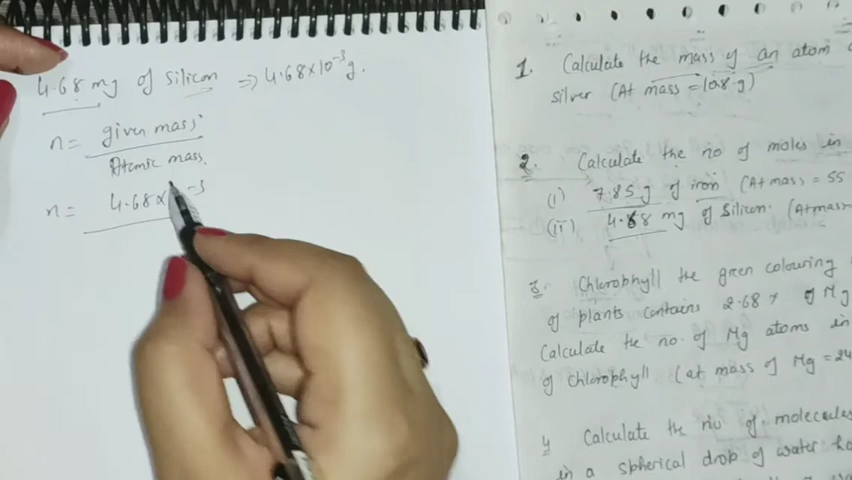 4.68 mg of Silicon ⇒ 4.68×10⁻³g.
n = given mass
Atomic mass.
n = 4.68× ⁻³
1. Calculate the mass of an atom
silver (At mass = 108 g)
2. Calculate the no of moles in
(i) 7.85 g of iron (At mass = 55
(ii) 4.68 mg of Silicon. (Atmass
3. Chlorophyll the green colouring
of plants contains 2.68 % of Mg
Calculate the no. of Mg atoms in
of chlorophyll (at mass of Mg = 24
4 Calculate the no of molecules
in a spherical drop of water